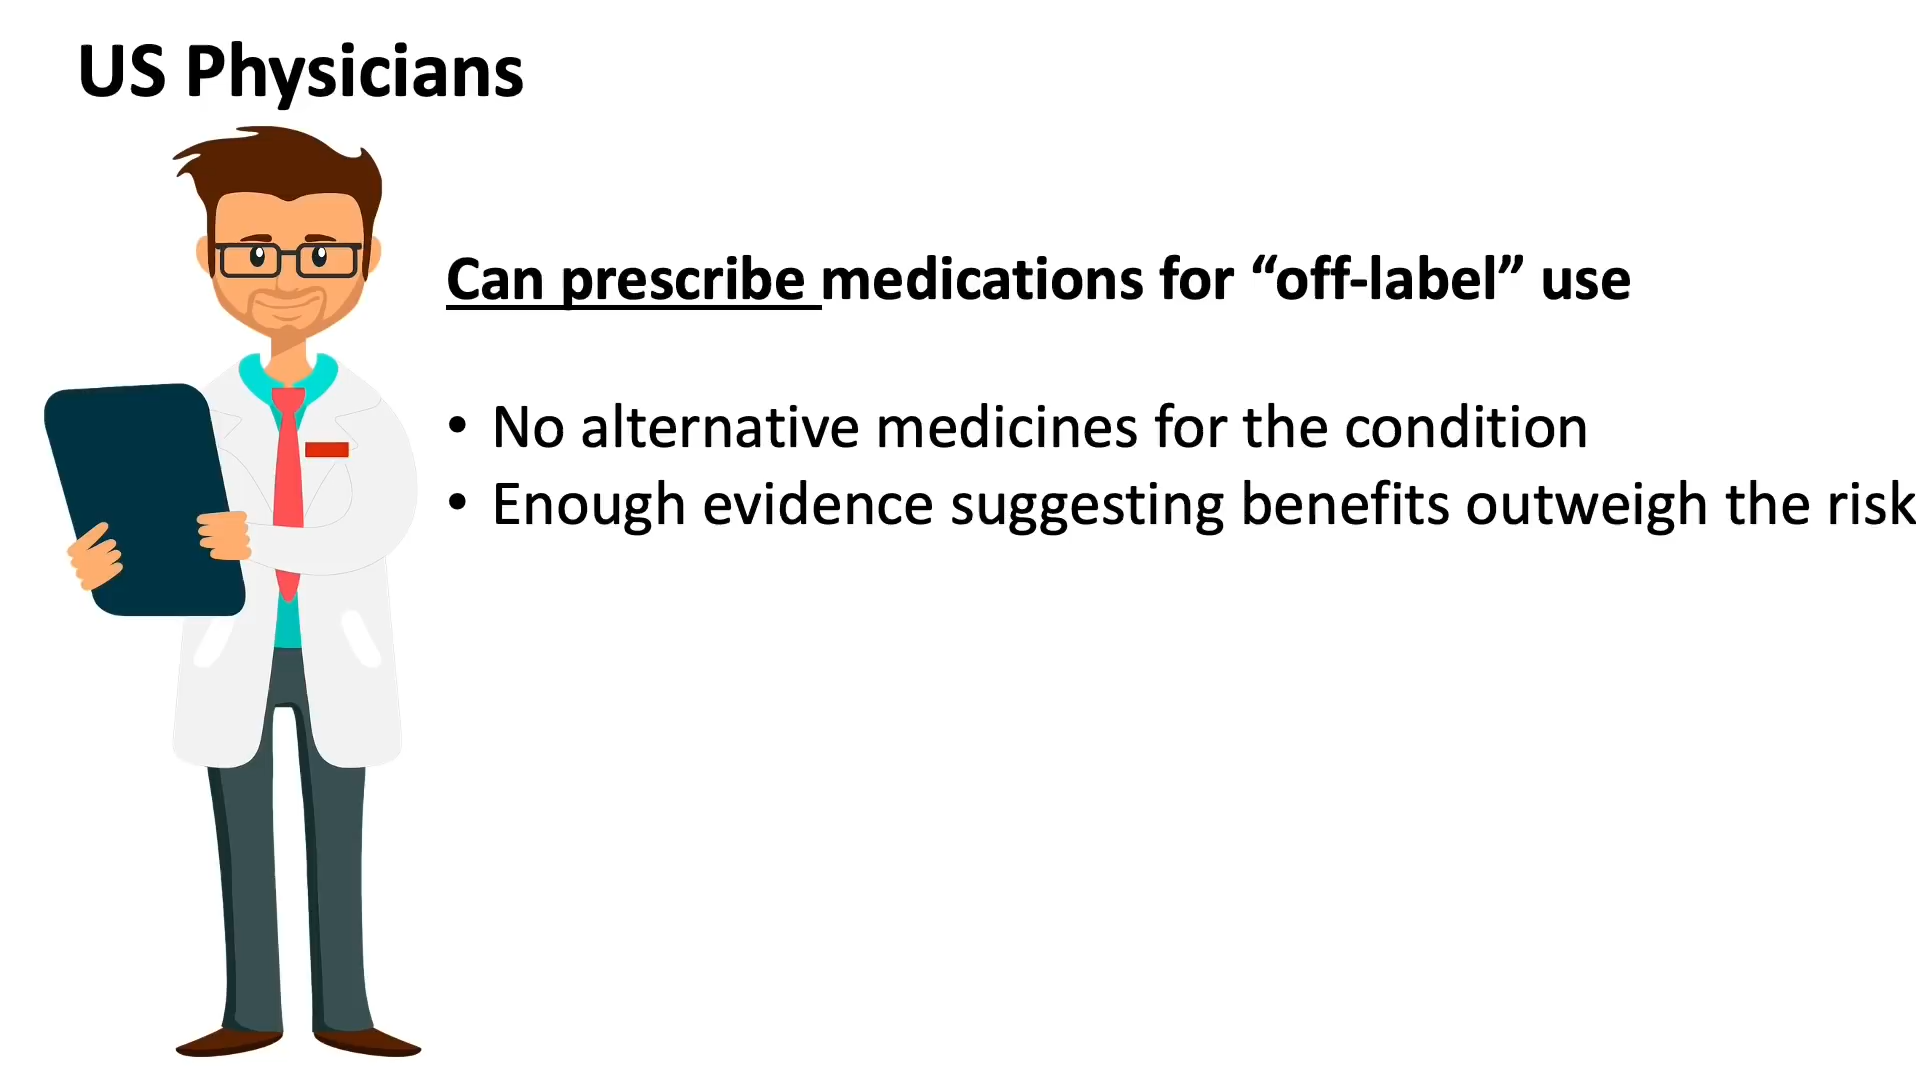 US Physicians
Can prescribe medications for “off-label” use
• No alternative medicines for the condition
• Enough evidence suggesting benefits outweigh the risk